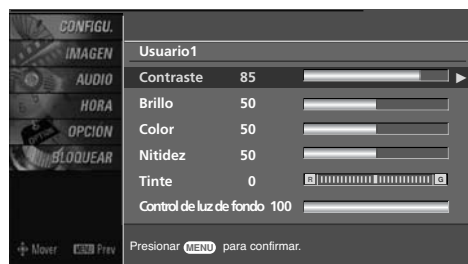 CONFIGU.
IMAGEN
AUDIO
HORA
OPCIÓN
BLOQUEAR
Mover MENU Prev
Usuario1
Contraste 85
Brillo 50
Color 50
Nitidez 50
Tinte 0 R G
Control de luz de fondo 100
Presionar MENU para confirmar.